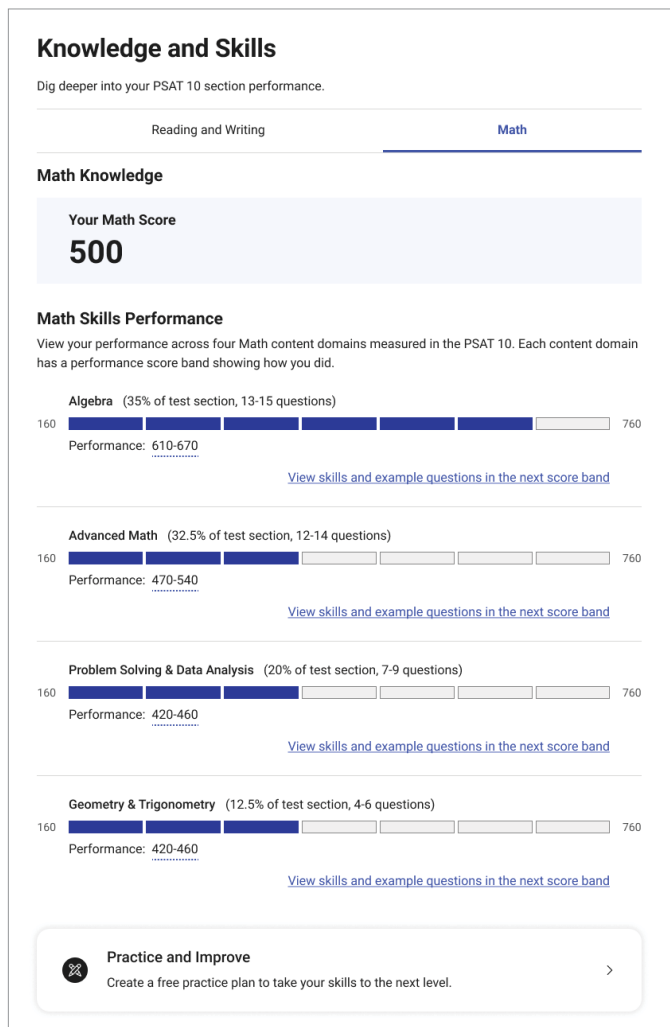 Knowledge and Skills
Dig deeper into your PSAT 10 section performance.
Reading and Writing
Math
Math Knowledge
Your Math Score
500
Math Skills Performance
View your performance across four Math content domains measured in the PSAT 10. Each content domain
has a performance score band showing how you did.
Algebra (35% of test section, 13-15 questions)
160 760
Performance: 610-670
View skills and example questions in the next score band
Advanced Math (32.5% of test section, 12-14 questions)
160 760
Performance: 470-540
View skills and example questions in the next score band
Problem Solving & Data Analysis (20% of test section, 7-9 questions)
160 760
Performance: 420-460
View skills and example questions in the next score band
Geometry & Trigonometry (12.5% of test section, 4-6 questions)
160 760
Performance: 420-460
View skills and example questions in the next score band
Practice and Improve
Create a free practice plan to take your skills to the next level.